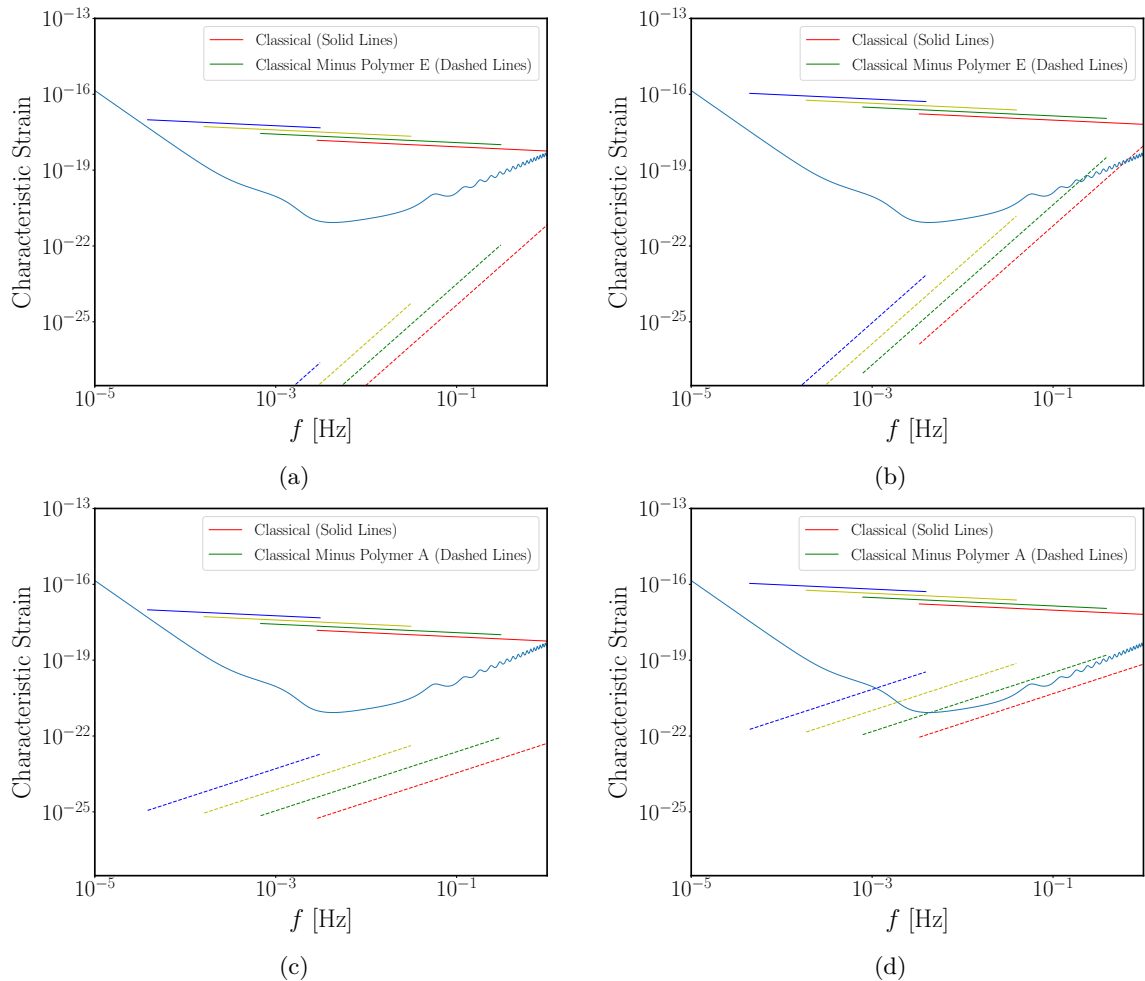 10^{-13}
10^{-16}
10^{-19}
10^{-22}
10^{-25}
Characteristic Strain
Classical (Solid Lines)
Classical Minus Polymer E (Dashed Lines)
10^{-5}
10^{-3}
10^{-1}
f [Hz]
(a)
10^{-13}
10^{-16}
10^{-19}
10^{-22}
10^{-25}
Characteristic Strain
Classical (Solid Lines)
Classical Minus Polymer E (Dashed Lines)
10^{-5}
10^{-3}
10^{-1}
f [Hz]
(b)
10^{-13}
10^{-16}
10^{-19}
10^{-22}
10^{-25}
Characteristic Strain
Classical (Solid Lines)
Classical Minus Polymer A (Dashed Lines)
10^{-5}
10^{-3}
10^{-1}
f [Hz]
(c)
10^{-13}
10^{-16}
10^{-19}
10^{-22}
10^{-25}
Characteristic Strain
Classical (Solid Lines)
Classical Minus Polymer A (Dashed Lines)
10^{-5}
10^{-3}
10^{-1}
f [Hz]
(d)